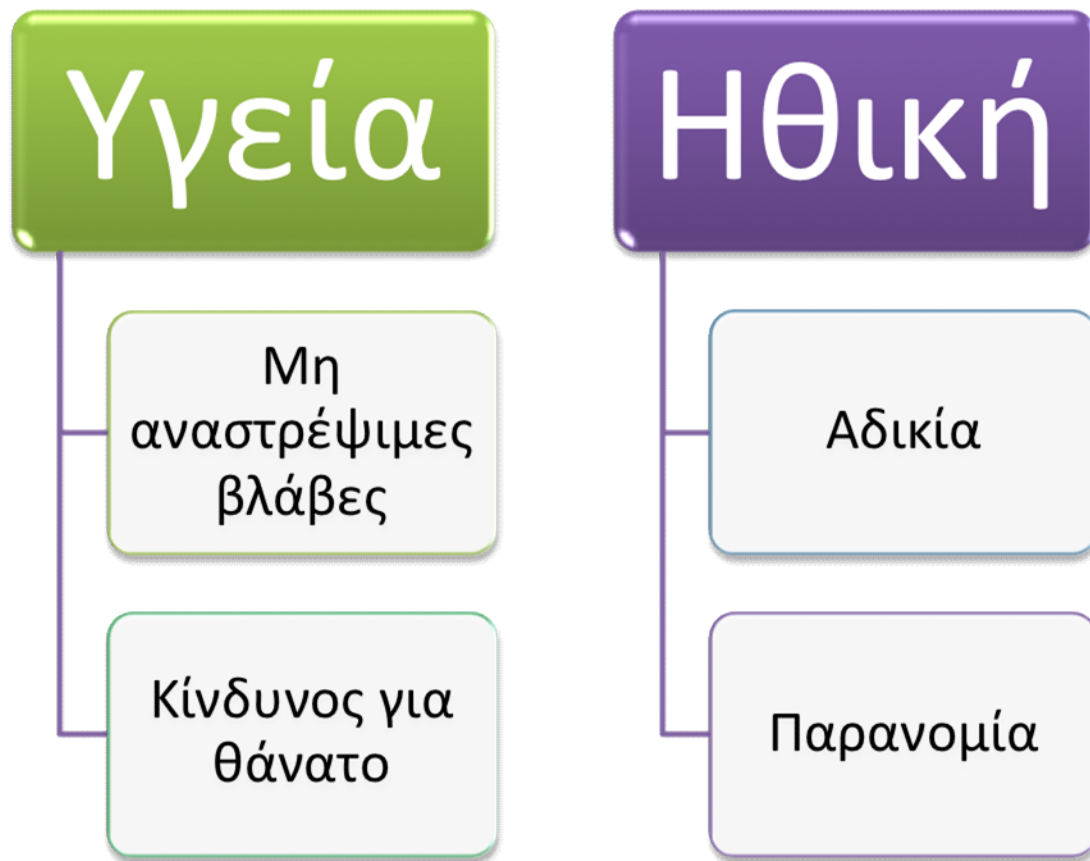 Υγεία
Μη
αναστρέψιμες
βλάβες
Κίνδυνος για
θάνατο
Ηθική
Αδικία
Παρανομία